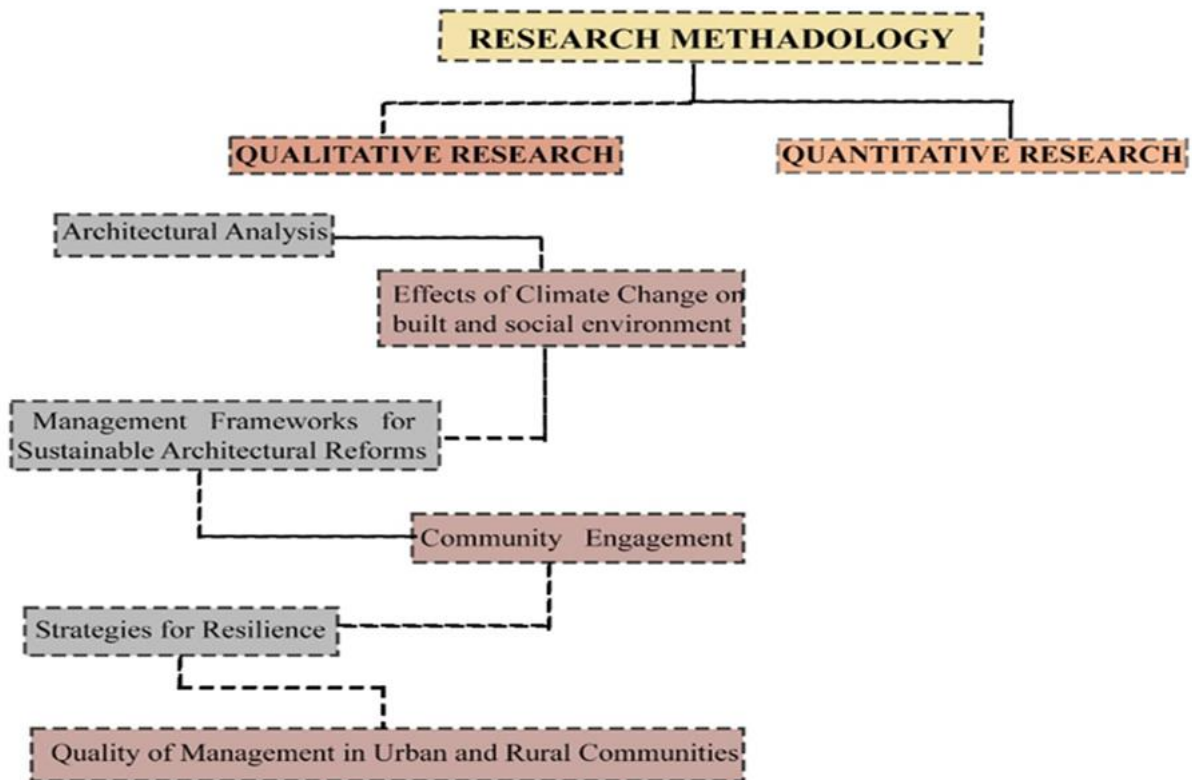 RESEARCH METHADOLOGY
QUALITATIVE RESEARCH
QUANTITATIVE RESEARCH
Architectural Analysis
Effects of Climate Change on
built and social environment
Management Frameworks for
Sustainable Architectural Reforms
Community Engagement
Strategies for Resilience
Quality of Management in Urban and Rural Communities